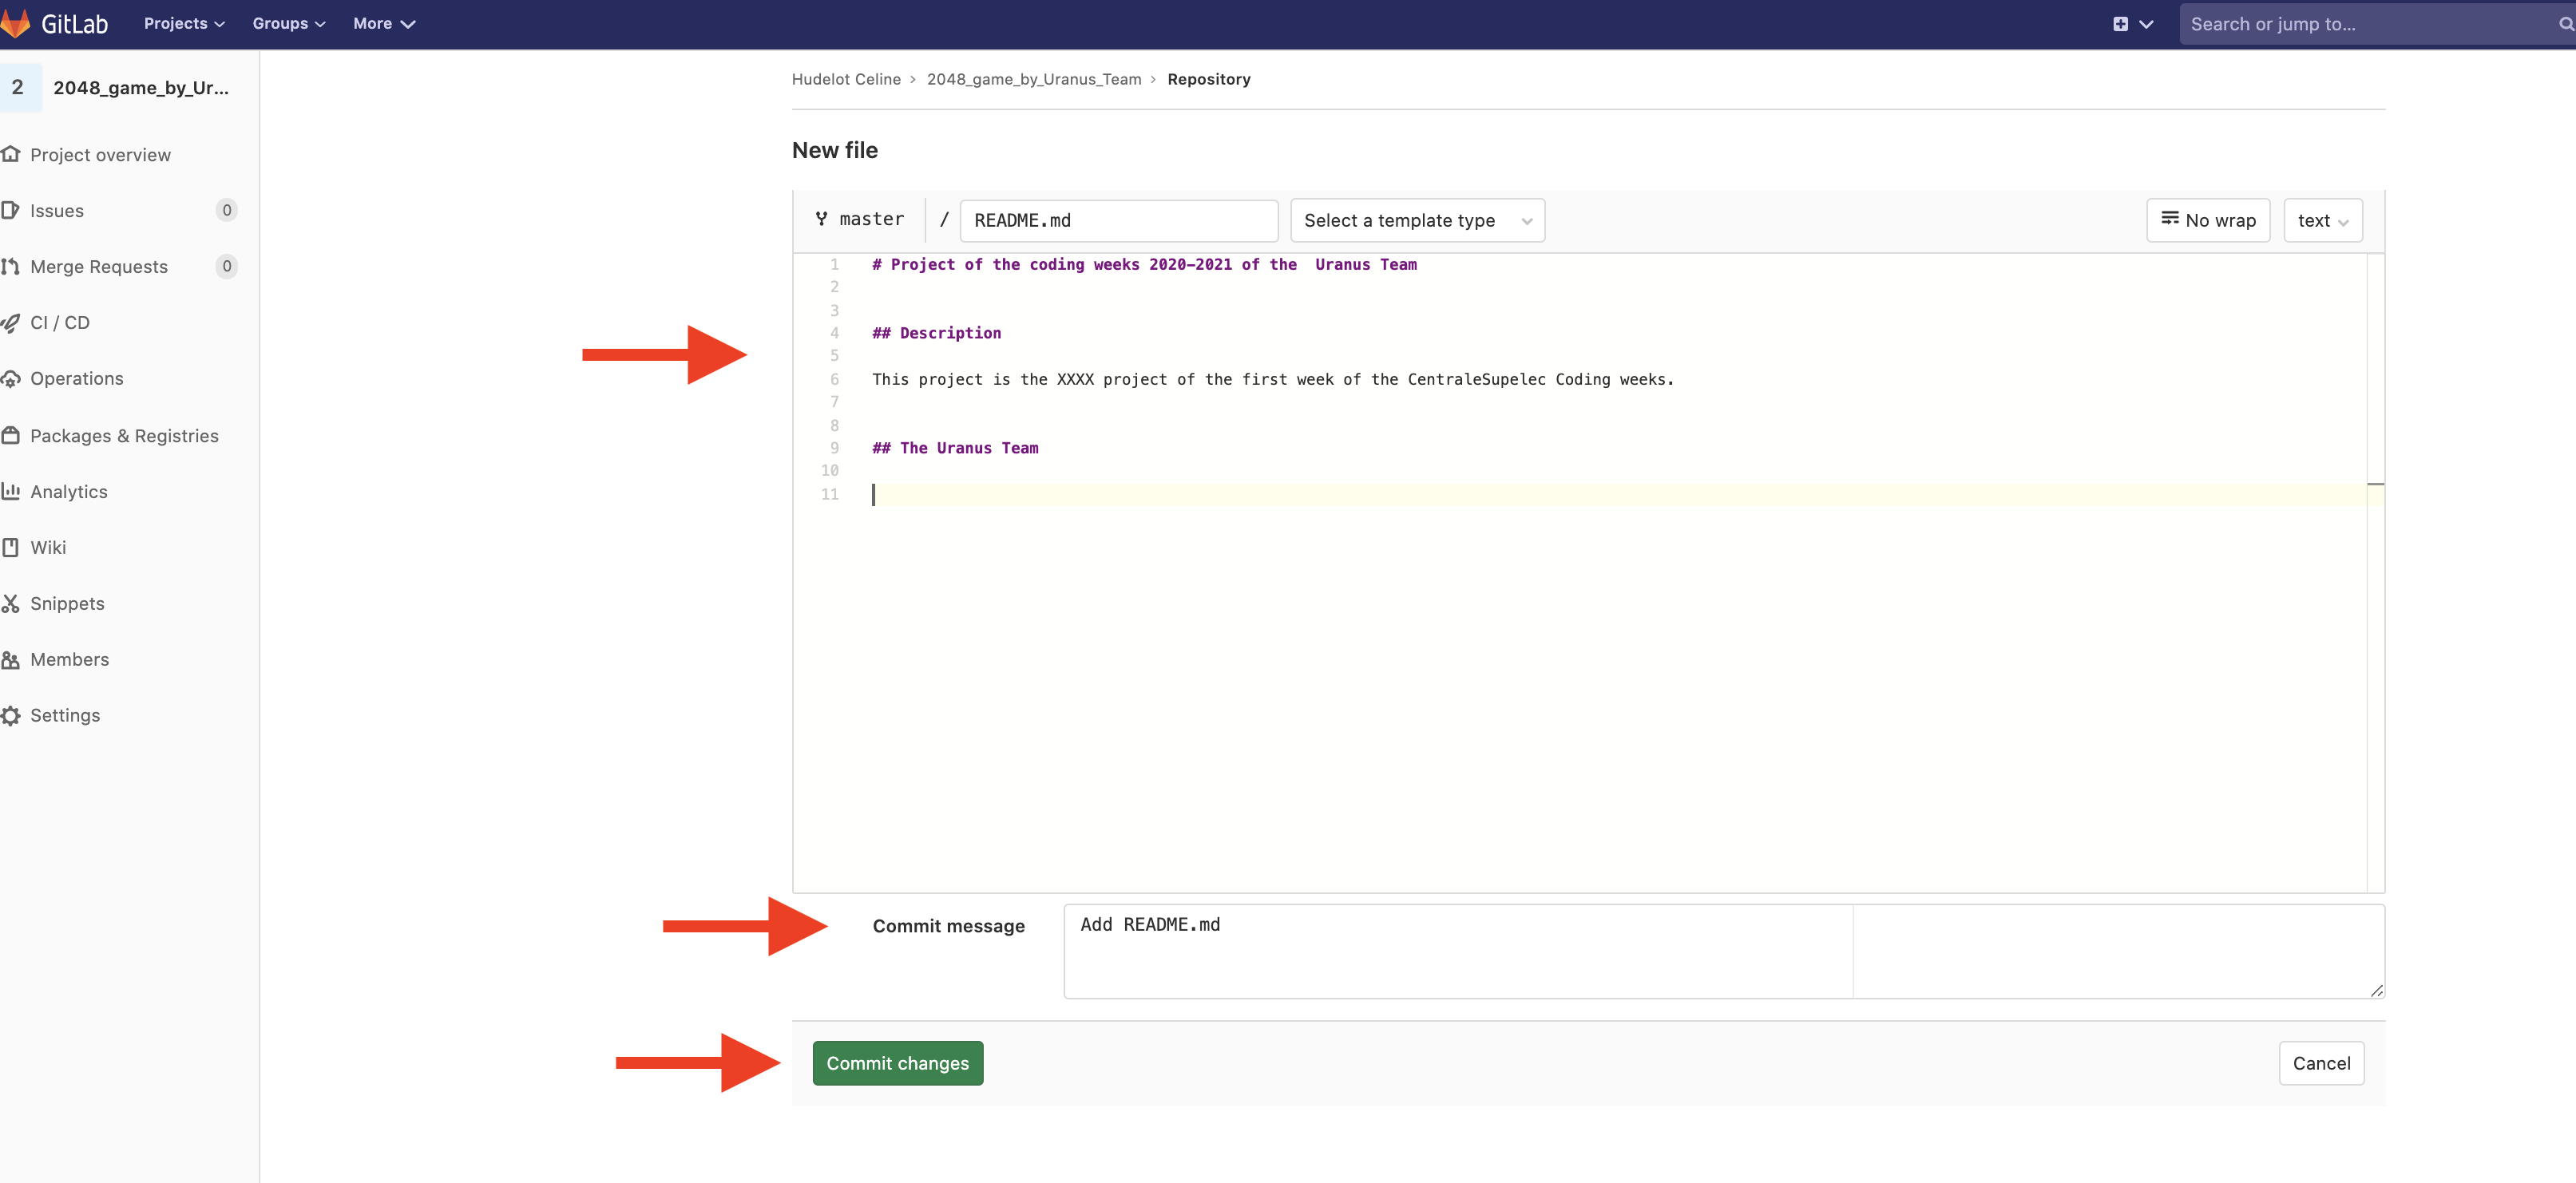 GitLab Projects Groups More Search or jump to...
2 2048_game_by_Ur...
Project overview
Issues 0
Merge Requests 0
CI / CD
Operations
Packages & Registries
Analytics
Wiki
Snippets
Members
Settings
Hudelot Celine > 2048_game_by_Uranus_Team > Repository
New file
master / README.md Select a template type No wrap text
1 # Project of the coding weeks 2020-2021 of the  Uranus Team
2
3
4 ## Description
5
6 This project is the XXXX project of the first week of the CentraleSupelec Coding weeks.
7
8
9 ## The Uranus Team
10
11
Commit message Add README.md
Commit changes Cancel